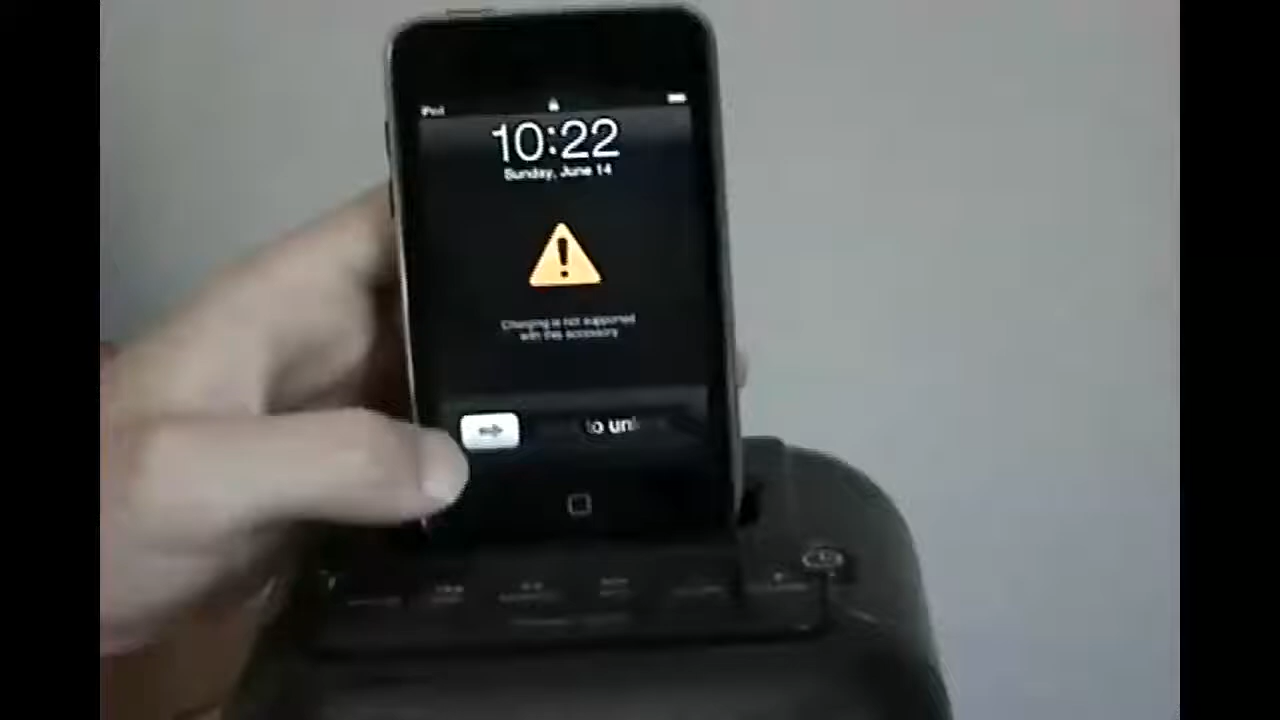 iPod
10:22
Sunday, June 14
Charging is not supported
with this accessory
to unl